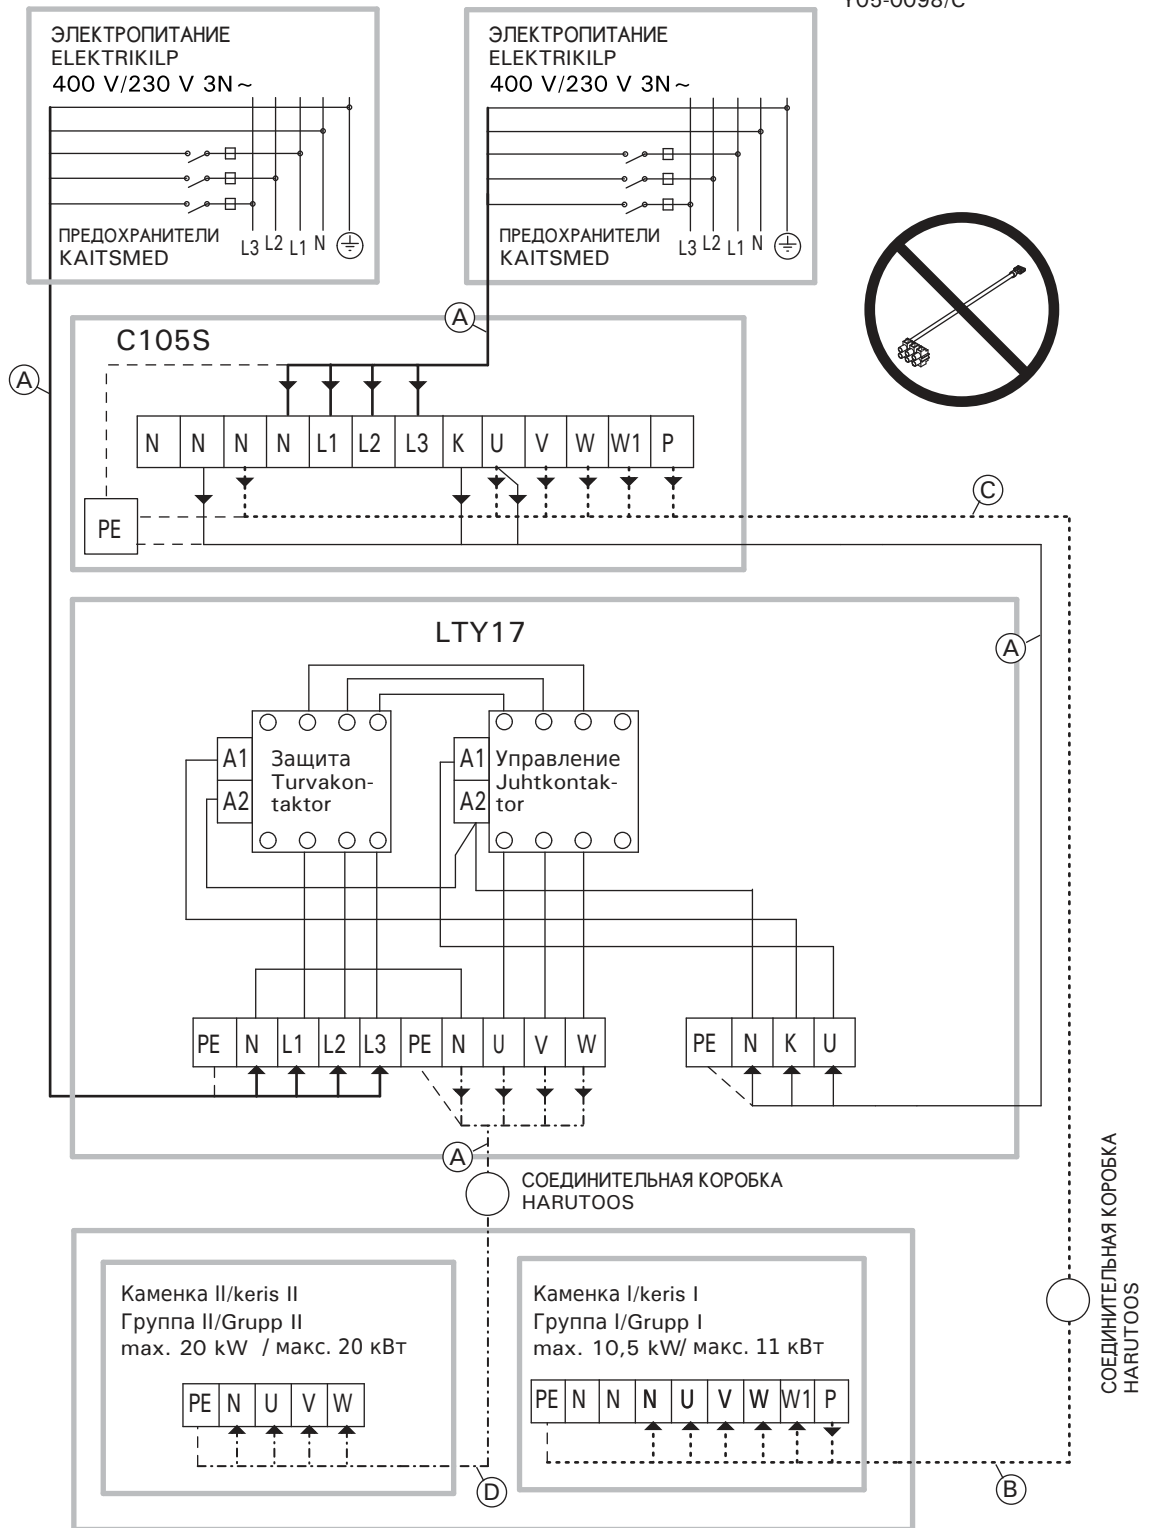 Y05-0098/C
ЭЛЕКТРОПИТАНИЕ
ELEKTRIKILP
400 V/230 V 3N~
ПРЕДОХРАНИТЕЛИ
KAITSMED
L3 L2 L1 N
ЭЛЕКТРОПИТАНИЕ
ELEKTRIKILP
400 V/230 V 3N~
ПРЕДОХРАНИТЕЛИ
KAITSMED
L3 L2 L1 N
A
A
C105S
N N N N L1 L2 L3 K U V W W1 P
PE
C
LTY17
A
A1
A2
Защита
Turvakon-
taktor
A1
A2
Управление
Juhtkontak-
tor
PE N L1 L2 L3 PE N U V W
PE N K U
A
СОЕДИНИТЕЛЬНАЯ КОРОБКА
HARUTOOS
СОЕДИНИТЕЛЬНАЯ КОРОБКА
HARUTOOS
Каменка II/keris II
Группа II/Grupp II
max. 20 kW / макс. 20 кВт
PE N U V W
D
Каменка I/keris I
Группа I/Grupp I
max. 10,5 kW/ макс. 11 кВт
PE N N N U V W W1 P
B